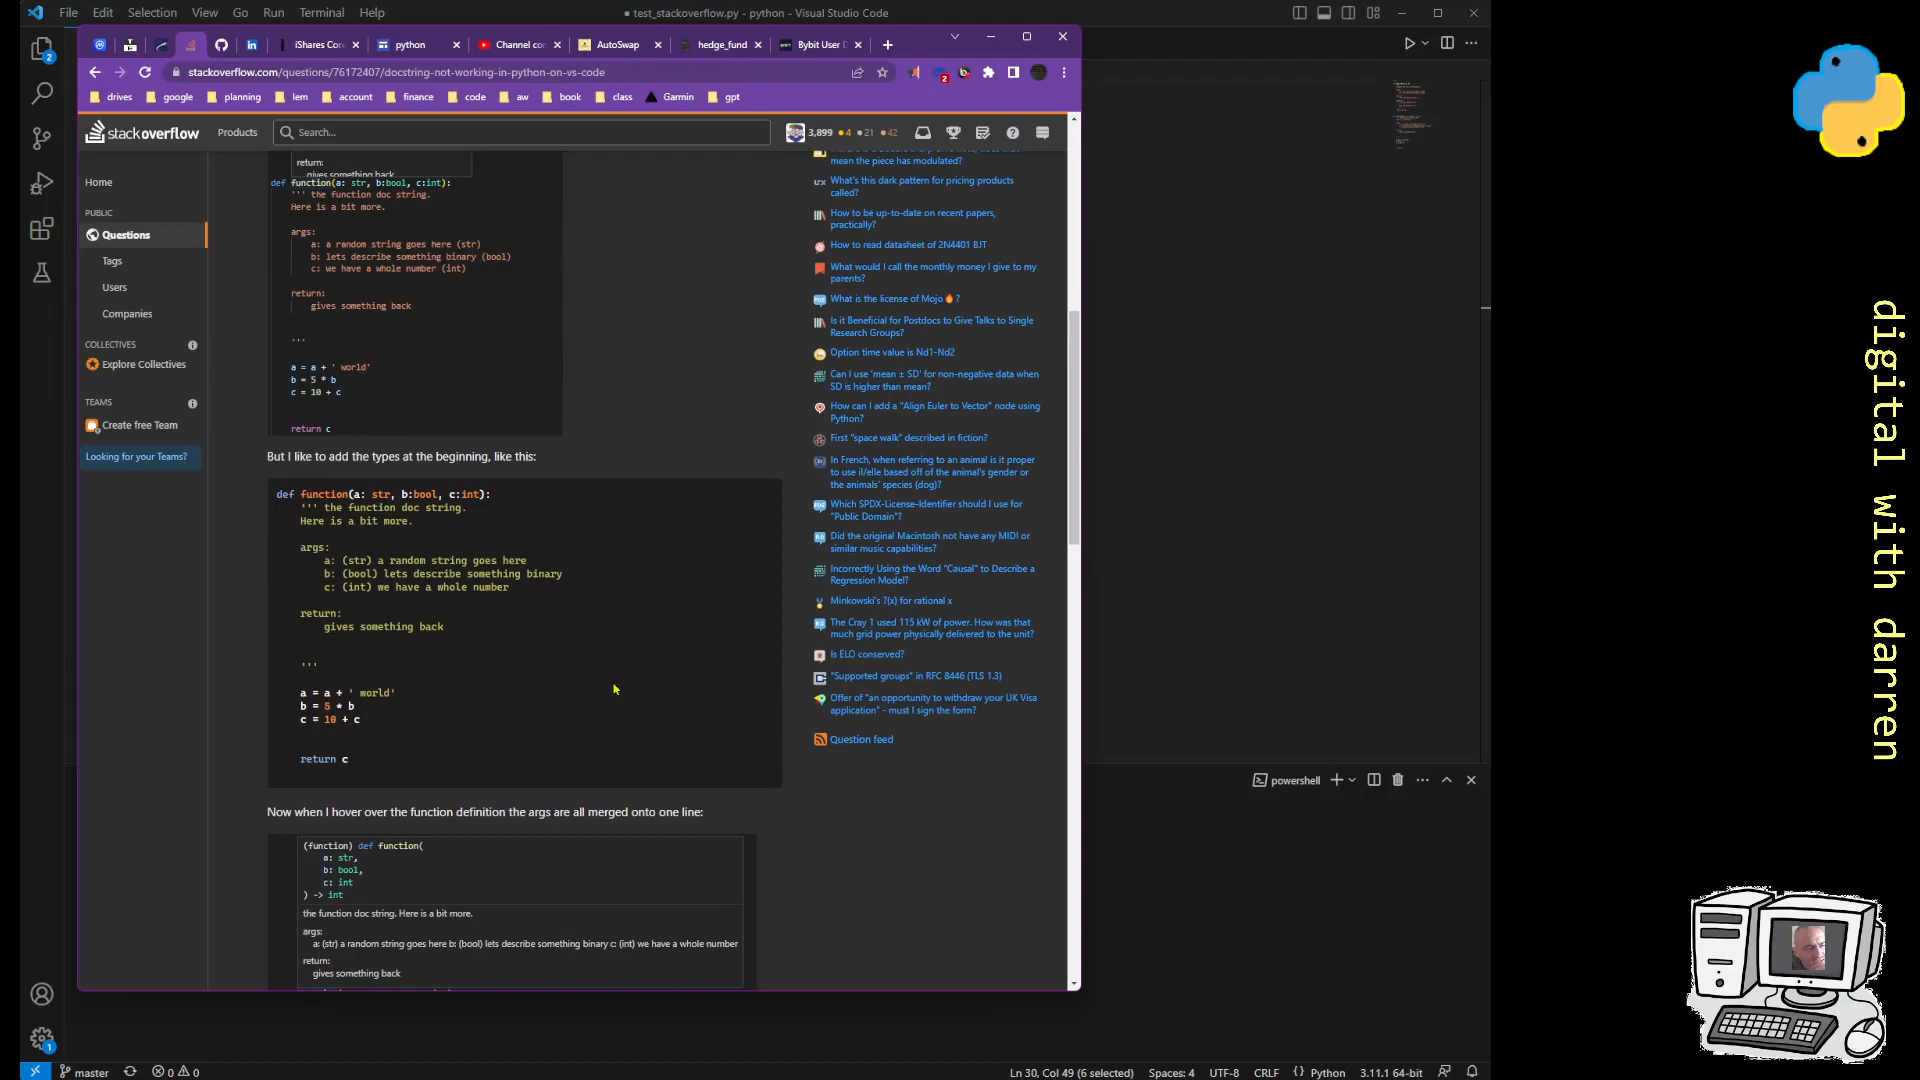 File Edit Selection View Go Run Terminal Help
● test_stackoverflow.py - python - Visual Studio Code
iShares Cor
python
Channel con
AutoSwap
hedge_fund
Bybit User D
stackoverflow.com/questions/76172407/docstring-not-working-in-python-on-vs-code
drives google planning lem account finance code aw book class Garmin gpt
stackoverflow Products Search... 3,899 ●4 ●21 ●42
Home
PUBLIC
Questions
Tags
Users
Companies
COLLECTIVES
Explore Collectives
TEAMS
Create free Team
Looking for your Teams?
return:
gives something back
def function(a: str, b:bool, c:int):
''' the function doc string.
Here is a bit more.
args:
a: a random string goes here (str)
b: lets describe something binary (bool)
c: we have a whole number (int)
return:
gives something back
'''
a = a + ' world'
b = 5 * b
c = 10 + c
return c
But I like to add the types at the beginning, like this:
def function(a: str, b:bool, c:int):
''' the function doc string.
Here is a bit more.
args:
a: (str) a random string goes here
b: (bool) lets describe something binary
c: (int) we have a whole number
return:
gives something back
'''
a = a + ' world'
b = 5 * b
c = 10 + c
return c
Now when I hover over the function definition the args are all merged onto one line:
(function) def function(
a: str,
b: bool,
c: int
) -> int
the function doc string. Here is a bit more.
args:
a: (str) a random string goes here b: (bool) lets describe something binary c: (int) we have a whole number
return:
gives something back
mean the piece has modulated?
What's this dark pattern for pricing products
called?
How to be up-to-date on recent papers,
practically?
How to read datasheet of 2N4401 BJT
What would I call the monthly money I give to my
parents?
What is the license of Mojo🔥?
Is it Beneficial for Postdocs to Give Talks to Single
Research Groups?
Option time value is Nd1-Nd2
Can I use 'mean ± SD' for non-negative data when
SD is higher than mean?
How can I add a "Align Euler to Vector" node using
Python?
First "space walk" described in fiction?
In French, when referring to an animal is it proper
to use il/elle based off of the animal's gender or
the animals' species (dog)?
Which SPDX-License-Identifier should I use for
"Public Domain"?
Did the original Macintosh not have any MIDI or
similar music capabilities?
Incorrectly Using the Word "Causal" to Describe a
Regression Model?
Minkowski's ?(x) for rational x
The Cray 1 used 115 kW of power. How was that
much grid power physically delivered to the unit?
Is ELO conserved?
"Supported groups" in RFC 8446 (TLS 1.3)
Offer of "an opportunity to withdraw your UK Visa
application" - must I sign the form?
Question feed
powershell
master 0 0
Ln 30, Col 49 (6 selected) Spaces: 4 UTF-8 CRLF {} Python 3.11.1 64-bit
digital with darren